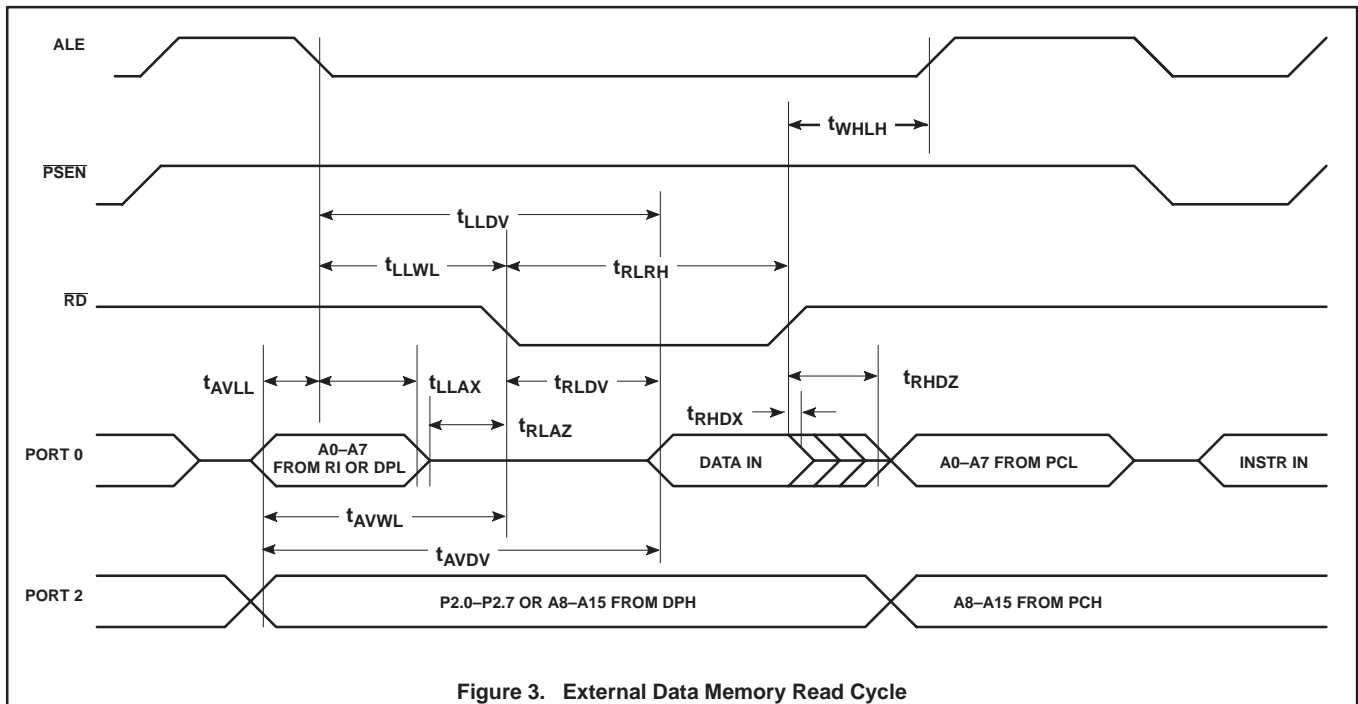 ALE
tWHLH
PSEN
tLLDV
tLLWL
tRLRH
RD
tAVLL
tLLAX
tRLDV
tRHDZ
tRLAZ
tRHDX
PORT 0
A0–A7
FROM RI OR DPL
DATA IN
A0–A7 FROM PCL
INSTR IN
tAVWL
tAVDV
PORT 2
P2.0–P2.7 OR A8–A15 FROM DPH
A8–A15 FROM PCH
Figure 3. External Data Memory Read Cycle